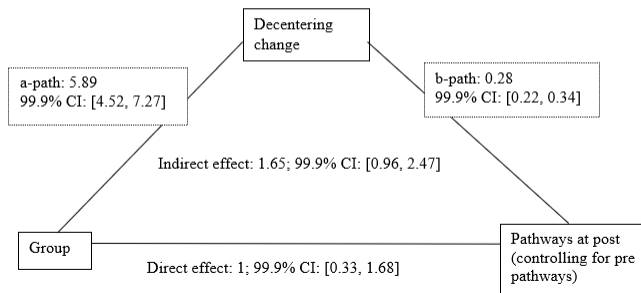 Decentering
change
a-path: 5.89
99.9% CI: [4.52, 7.27]
b-path: 0.28
99.9% CI: [0.22, 0.34]
Indirect effect: 1.65; 99.9% CI: [0.96, 2.47]
Group
Pathways at post
(controlling for pre
pathways)
Direct effect: 1; 99.9% CI: [0.33, 1.68]